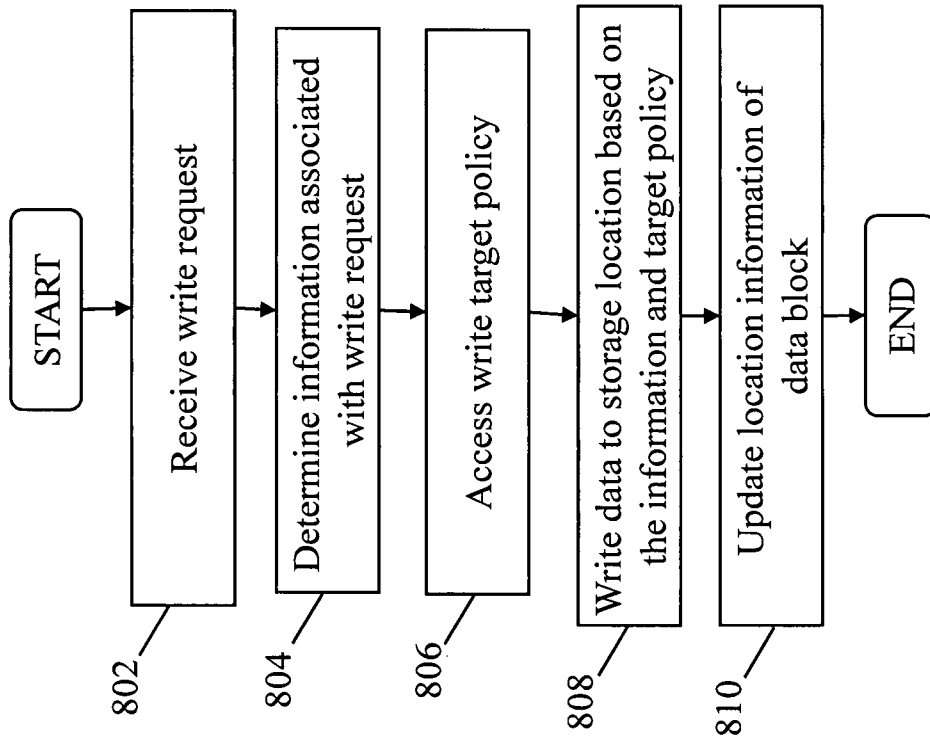 START
802
Receive write request
804
Determine information associated
with write request
806
Access write target policy
808
Write data to storage location based on
the information and target policy
810
Update location information of
data block
END